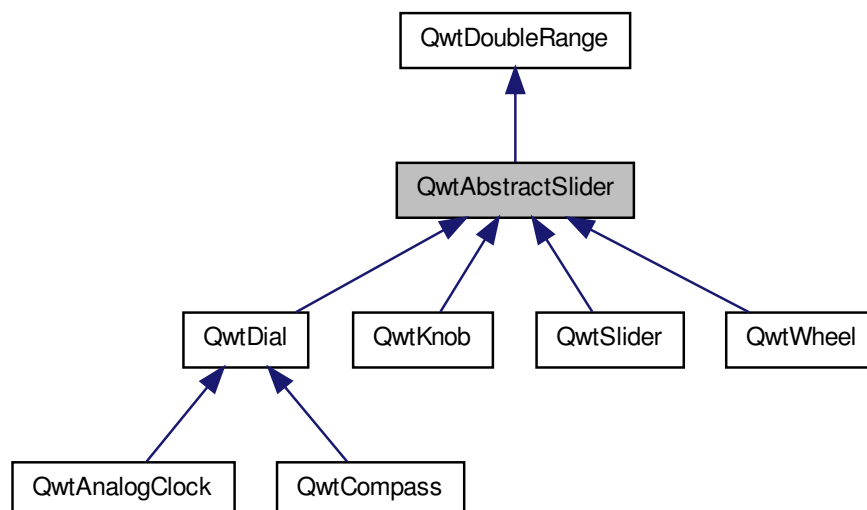 QwtDoubleRange
QwtAbstractSlider
QwtDial
QwtKnob
QwtSlider
QwtWheel
QwtAnalogClock
QwtCompass